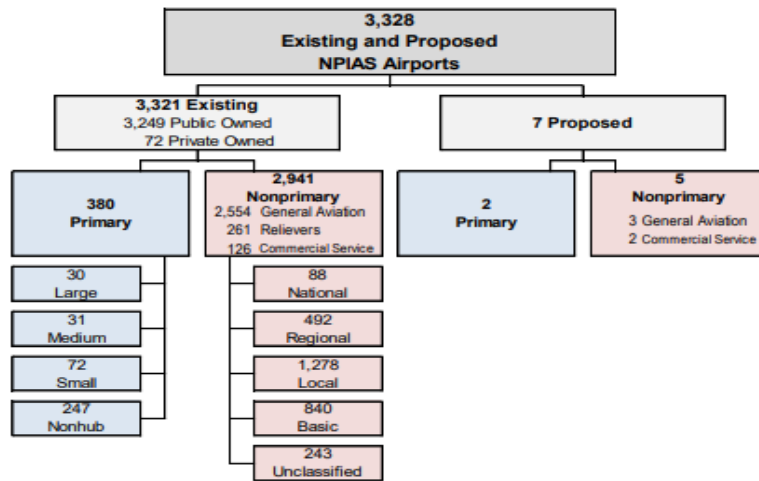 3,328
Existing and Proposed
NPIAS Airports
3,321 Existing
3,249 Public Owned
72 Private Owned
7 Proposed
380
Primary
2,941
Nonprimary
2,554 General Aviation
261 Relievers
126 Commercial Service
2
Primary
5
Nonprimary
3 General Aviation
2 Commercial Service
30
Large
31
Medium
72
Small
247
Nonhub
88
National
492
Regional
1,278
Local
840
Basic
243
Unclassified